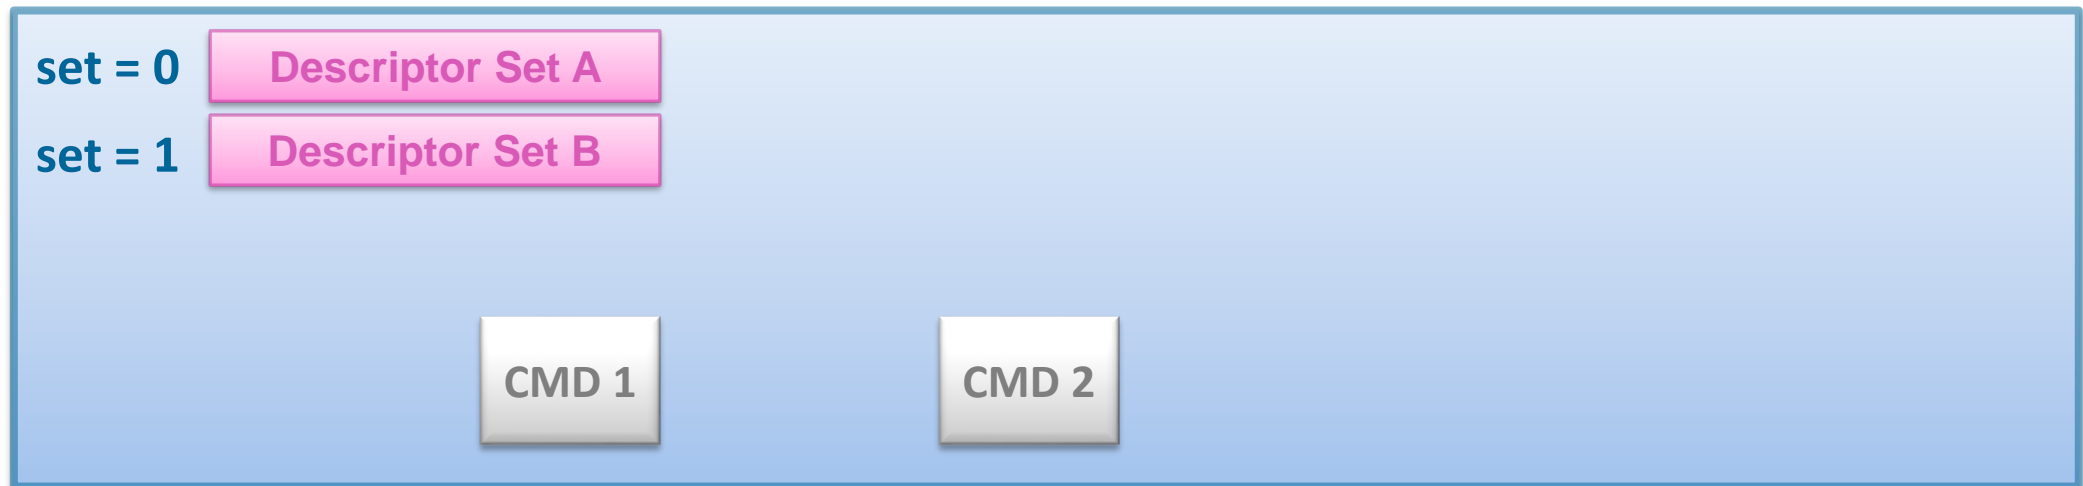 set = 0 Descriptor Set A
set = 1 Descriptor Set B
CMD 1 CMD 2